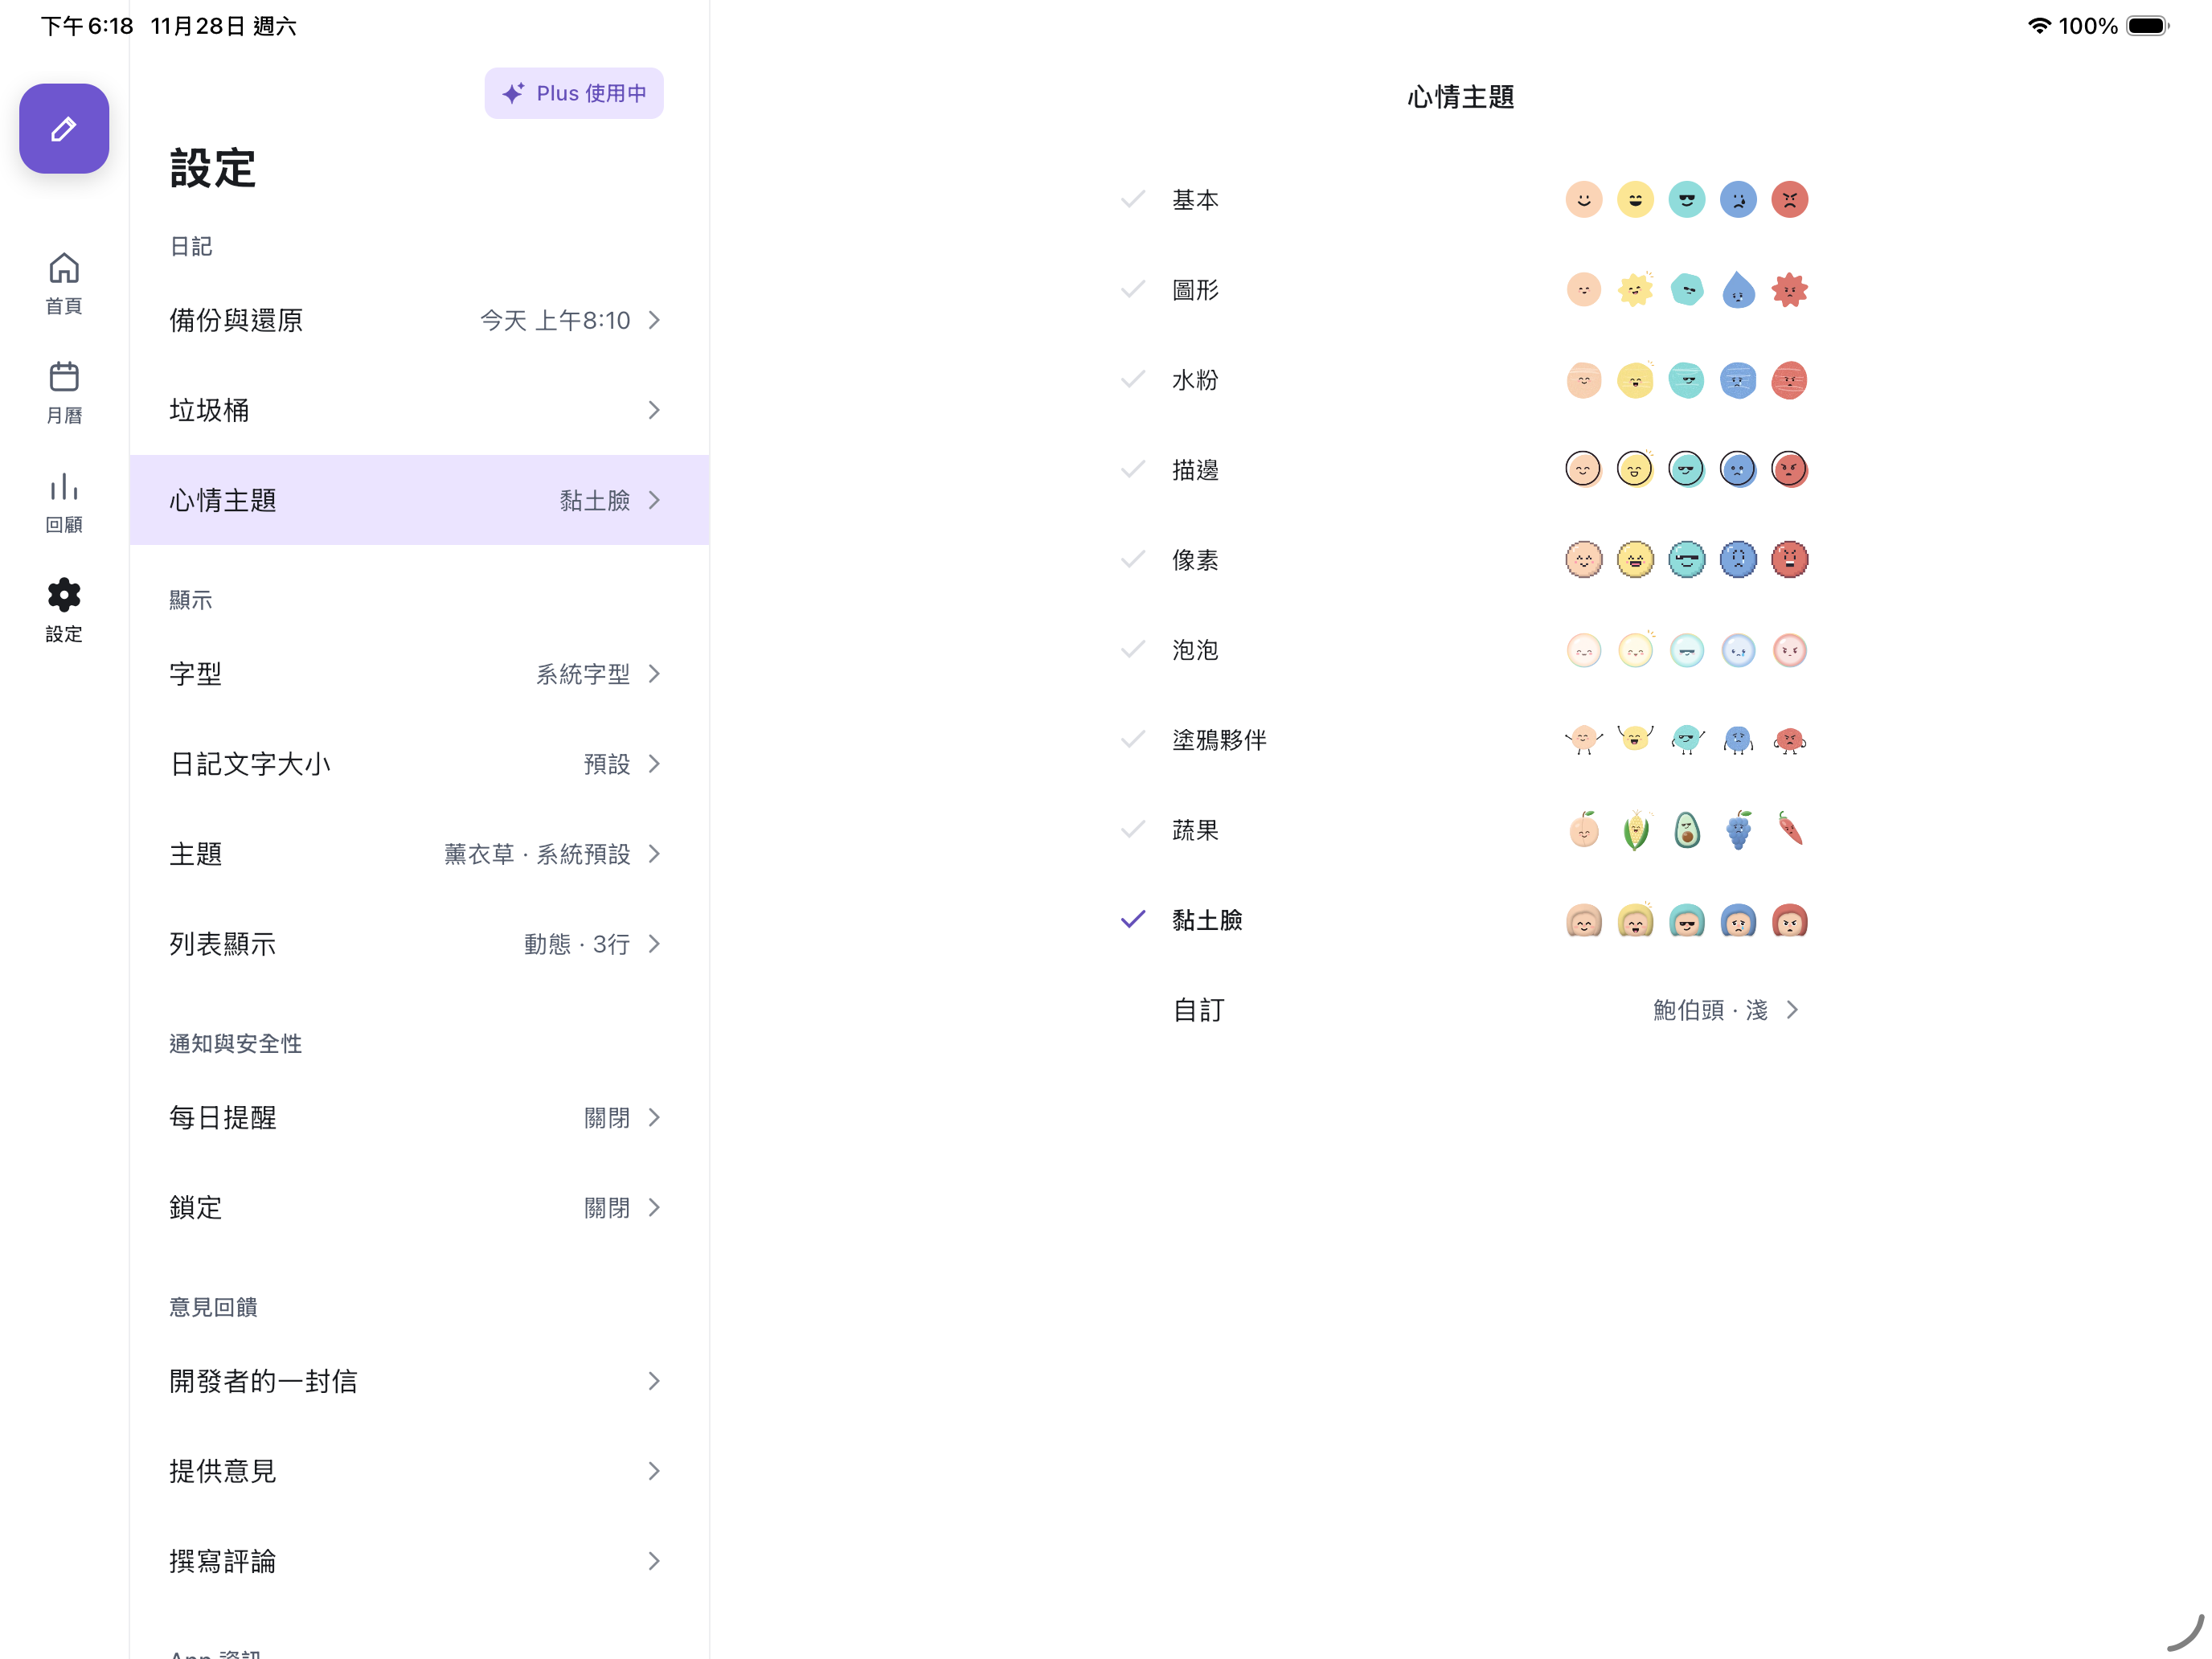 下午6:18 11月28日 週六
100%
Plus 使用中
設定
日記
備份與還原 今天 上午8:10
垃圾桶
心情主題 黏土臉
顯示
字型 系統字型
日記文字大小 預設
主題 薰衣草 · 系統預設
列表顯示 動態 · 3行
通知與安全性
每日提醒 關閉
鎖定 關閉
意見回饋
開發者的一封信
提供意見
撰寫評論
App 資訊
首頁
月曆
回顧
設定
心情主題
基本
圖形
水粉
描邊
像素
泡泡
塗鴉夥伴
蔬果
黏土臉
自訂 鮑伯頭 · 淺